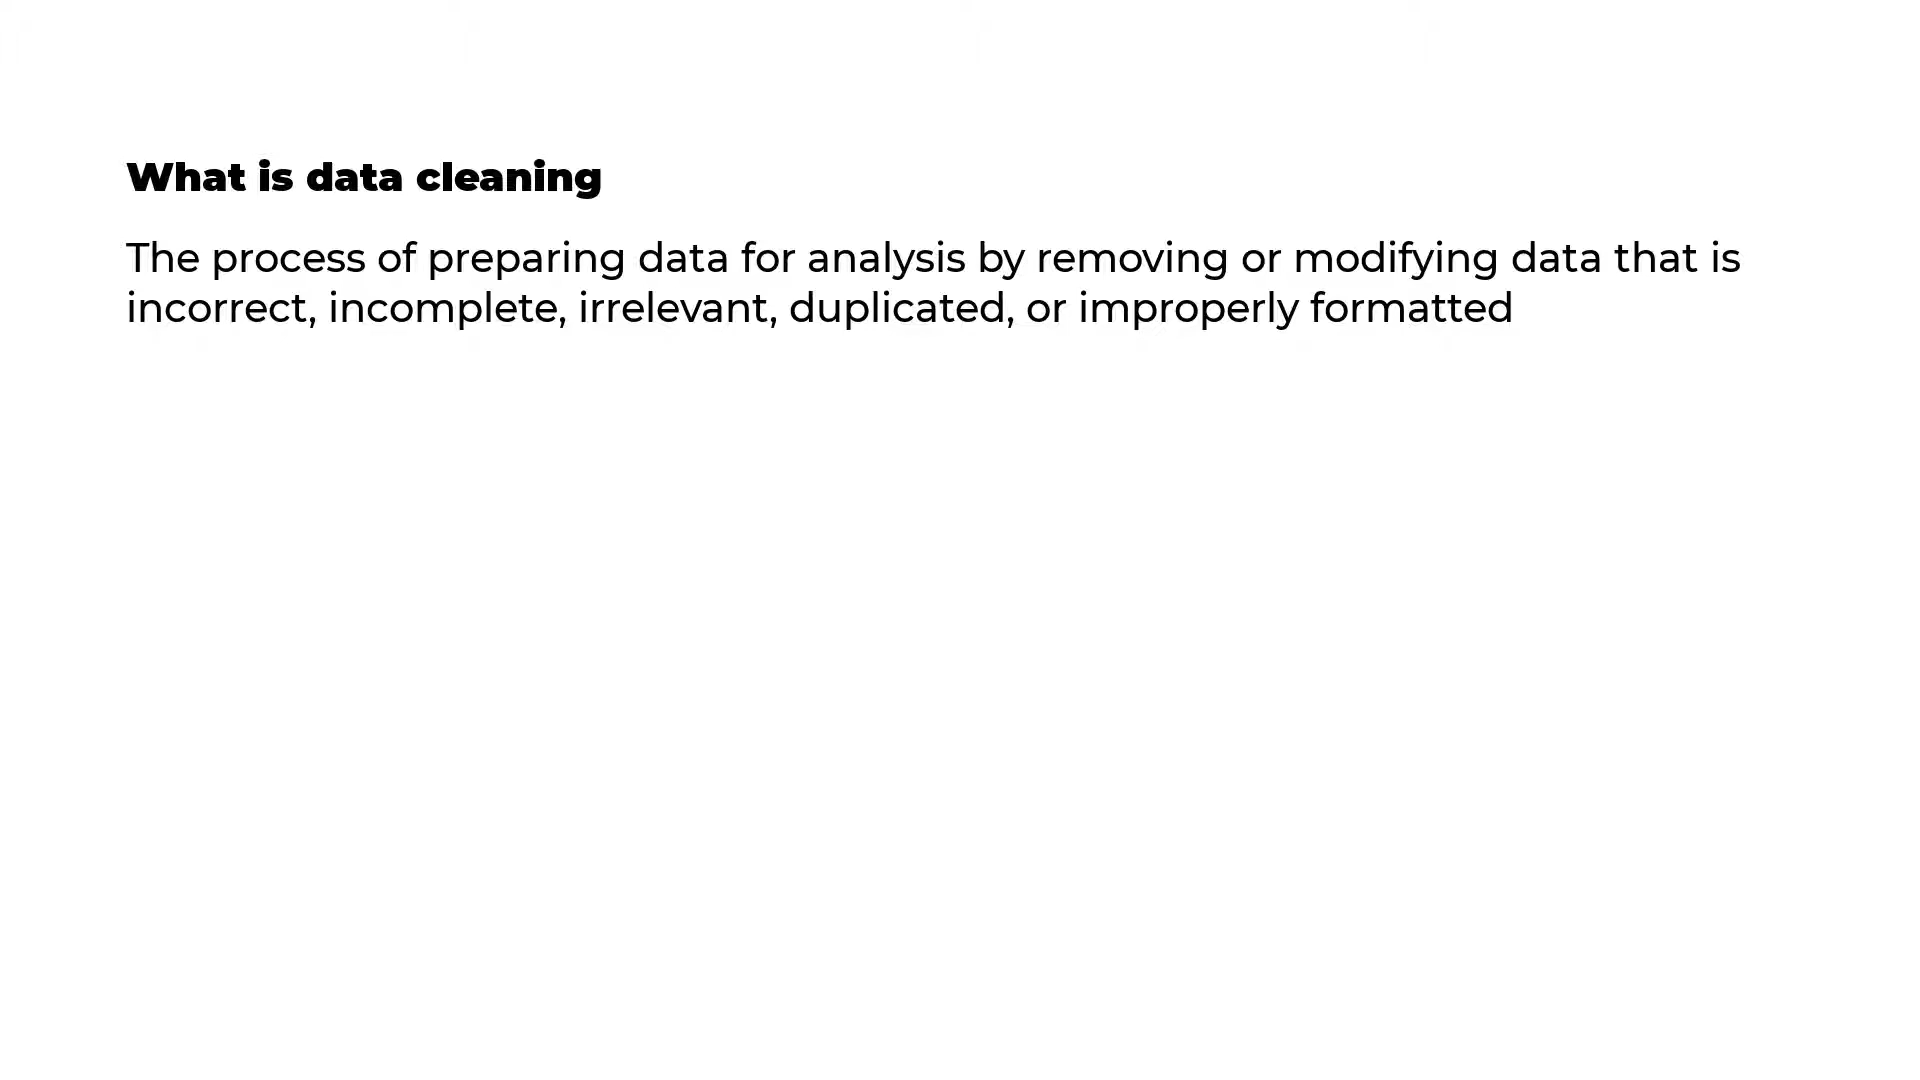 What is data cleaning
The process of preparing data for analysis by removing or modifying data that is
incorrect, incomplete, irrelevant, duplicated, or improperly formatted